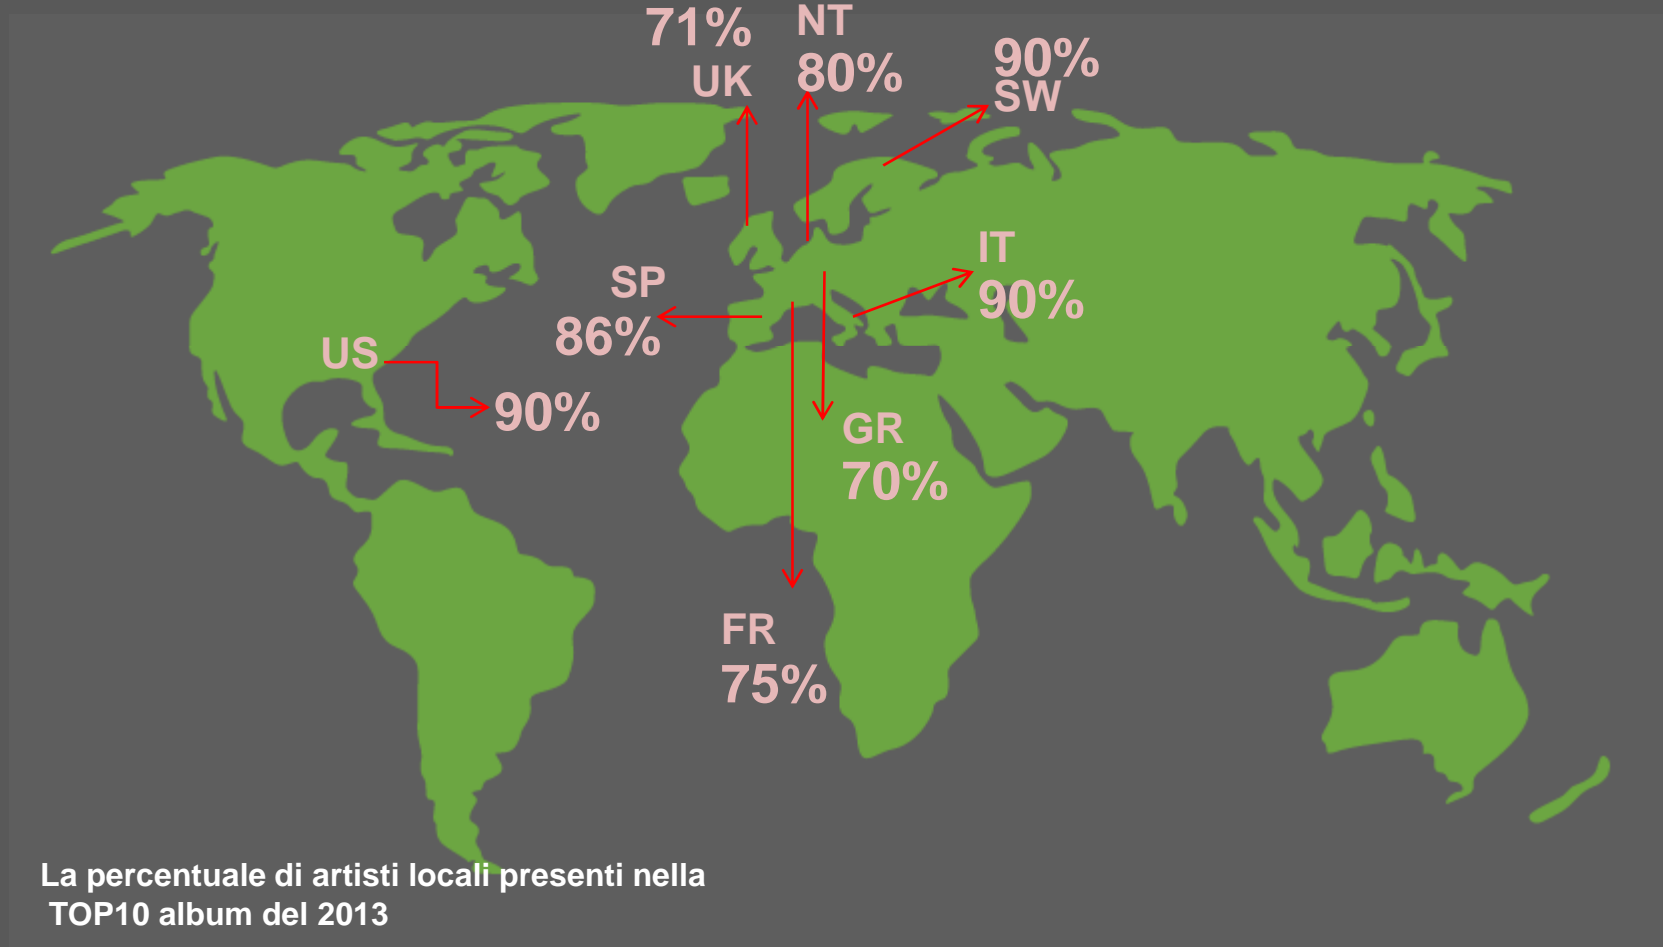 71%
UK
NT
80%
90%
SW
IT
90%
SP
86%
US
90%
GR
70%
FR
75%
La percentuale di artisti locali presenti nella
TOP10 album del 2013